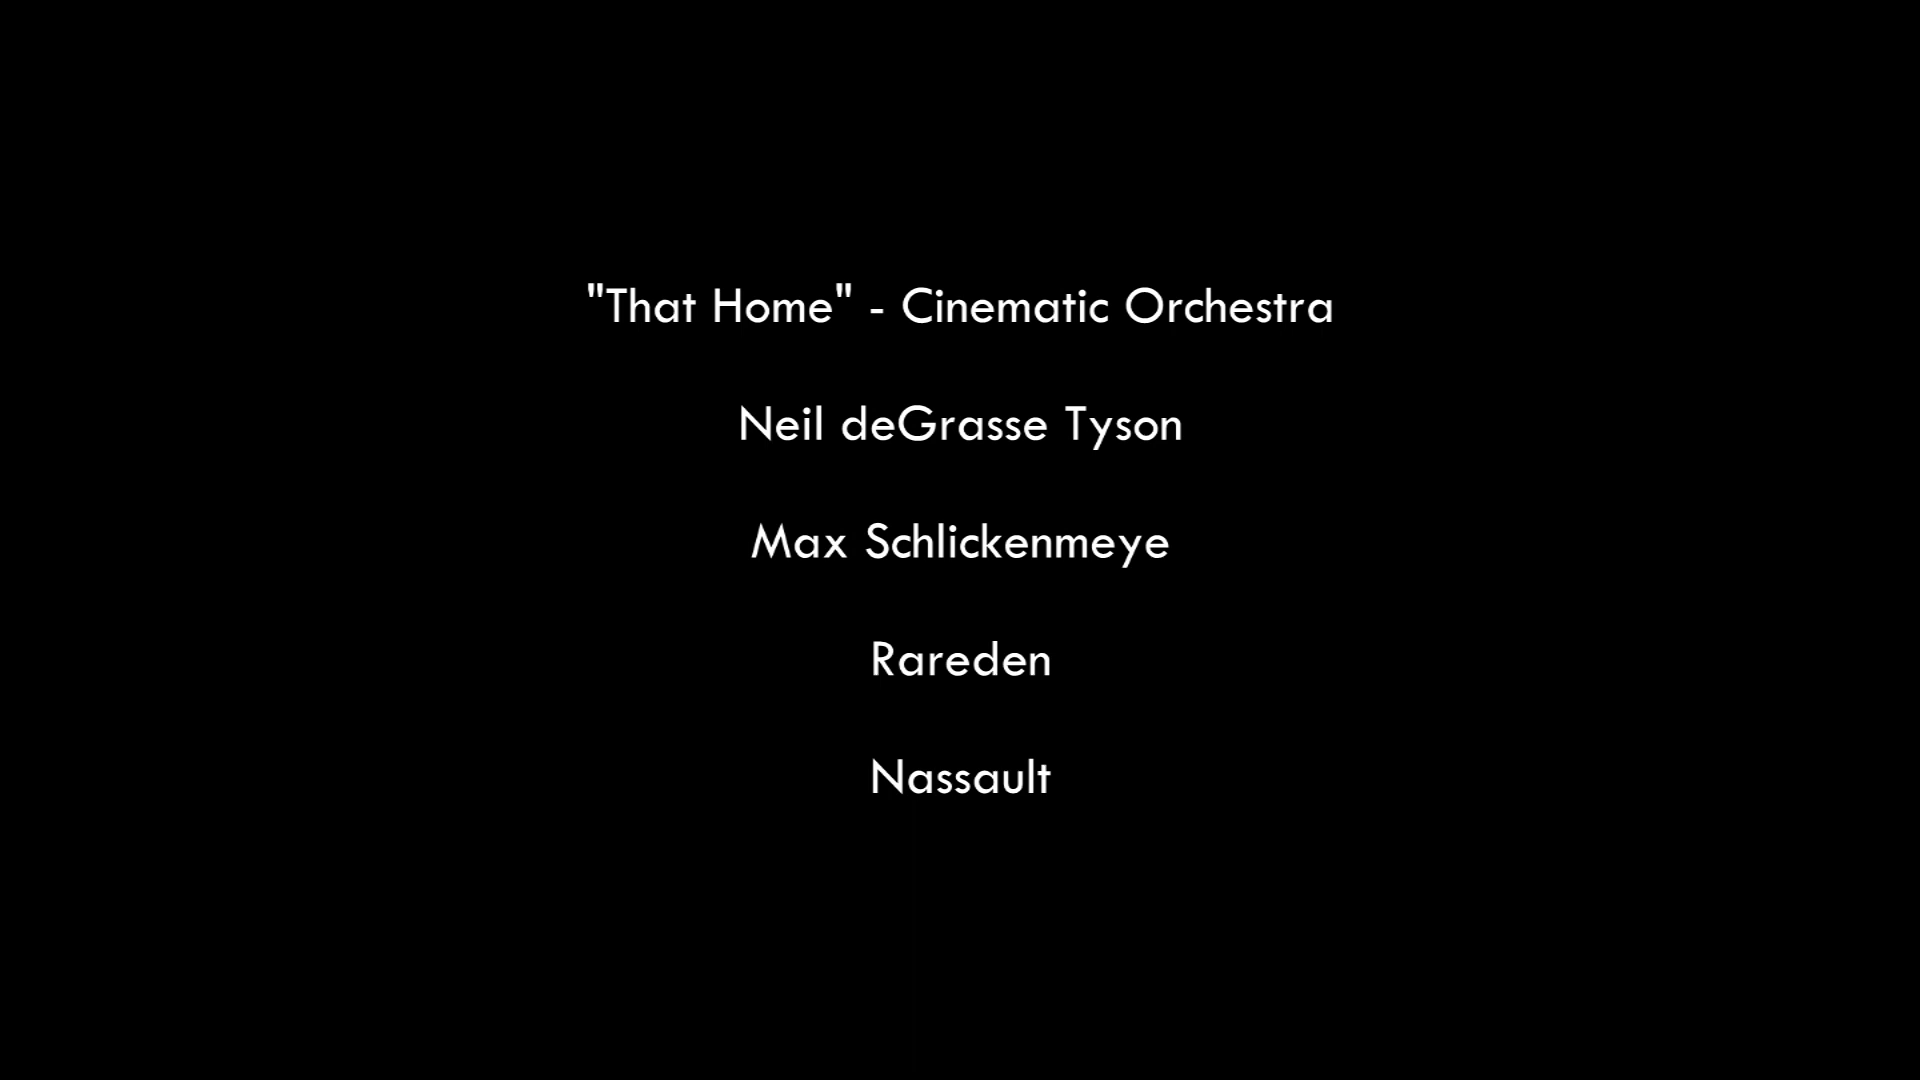 "That Home" - Cinematic Orchestra
Neil deGrasse Tyson
Max Schlickenmeye
Rareden
Nassault